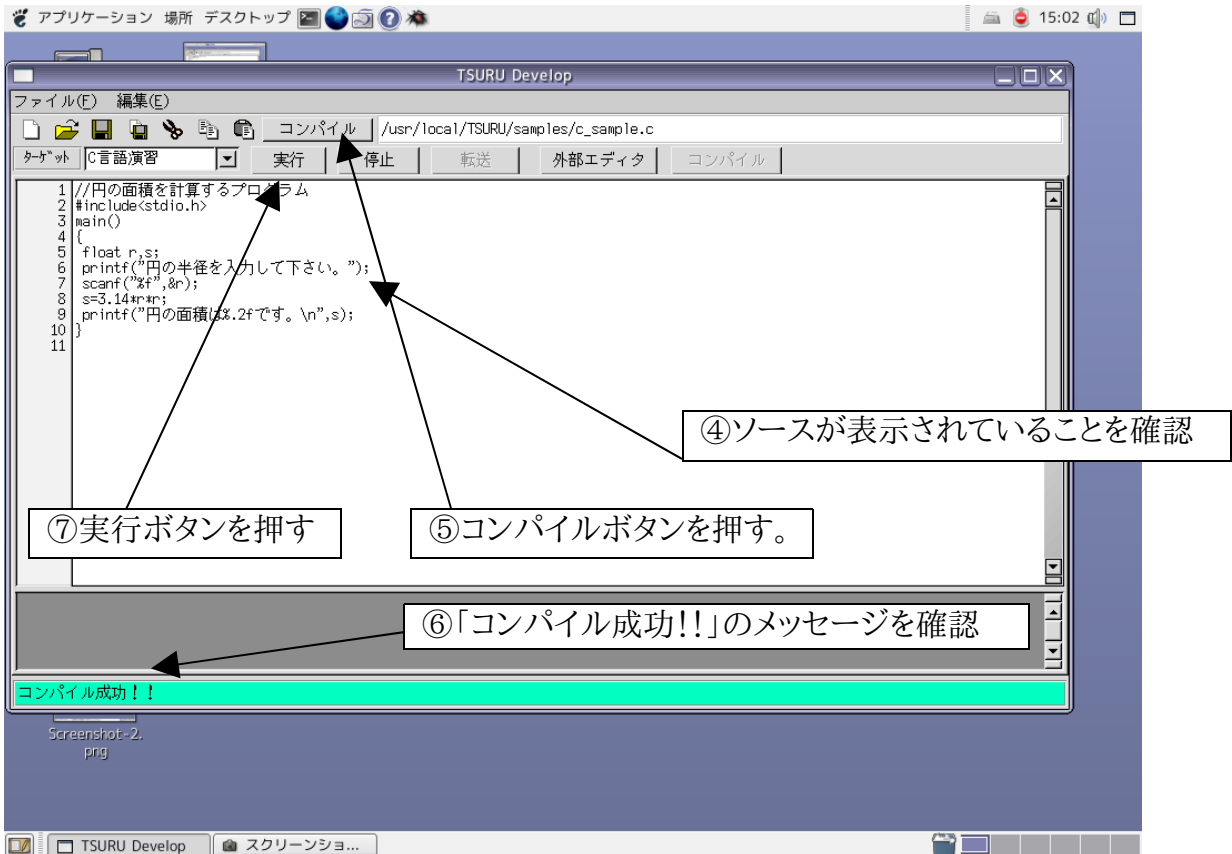 アプリケーション 場所 デスクトップ 15:02
TSURU Develop
ファイル(F) 編集(E)
コンパイル /usr/local/TSURU/samples/c_sample.c
ターゲット C言語演習 実行 停止 転送 外部エディタ コンパイル
1 //円の面積を計算するプログラム
2 #include<stdio.h>
3 main()
4 {
5 float r,s;
6 printf("円の半径を入力して下さい。");
7 scanf("%f",&r);
8 s=3.14*r*r;
9 printf("円の面積は%.2fです。\n",s);
10 }
11
④ソースが表示されていることを確認
⑦実行ボタンを押す
⑤コンパイルボタンを押す。
⑥「コンパイル成功!!」のメッセージを確認
コンパイル成功！！
Screenshot-2.
png
TSURU Develop スクリーンショ...